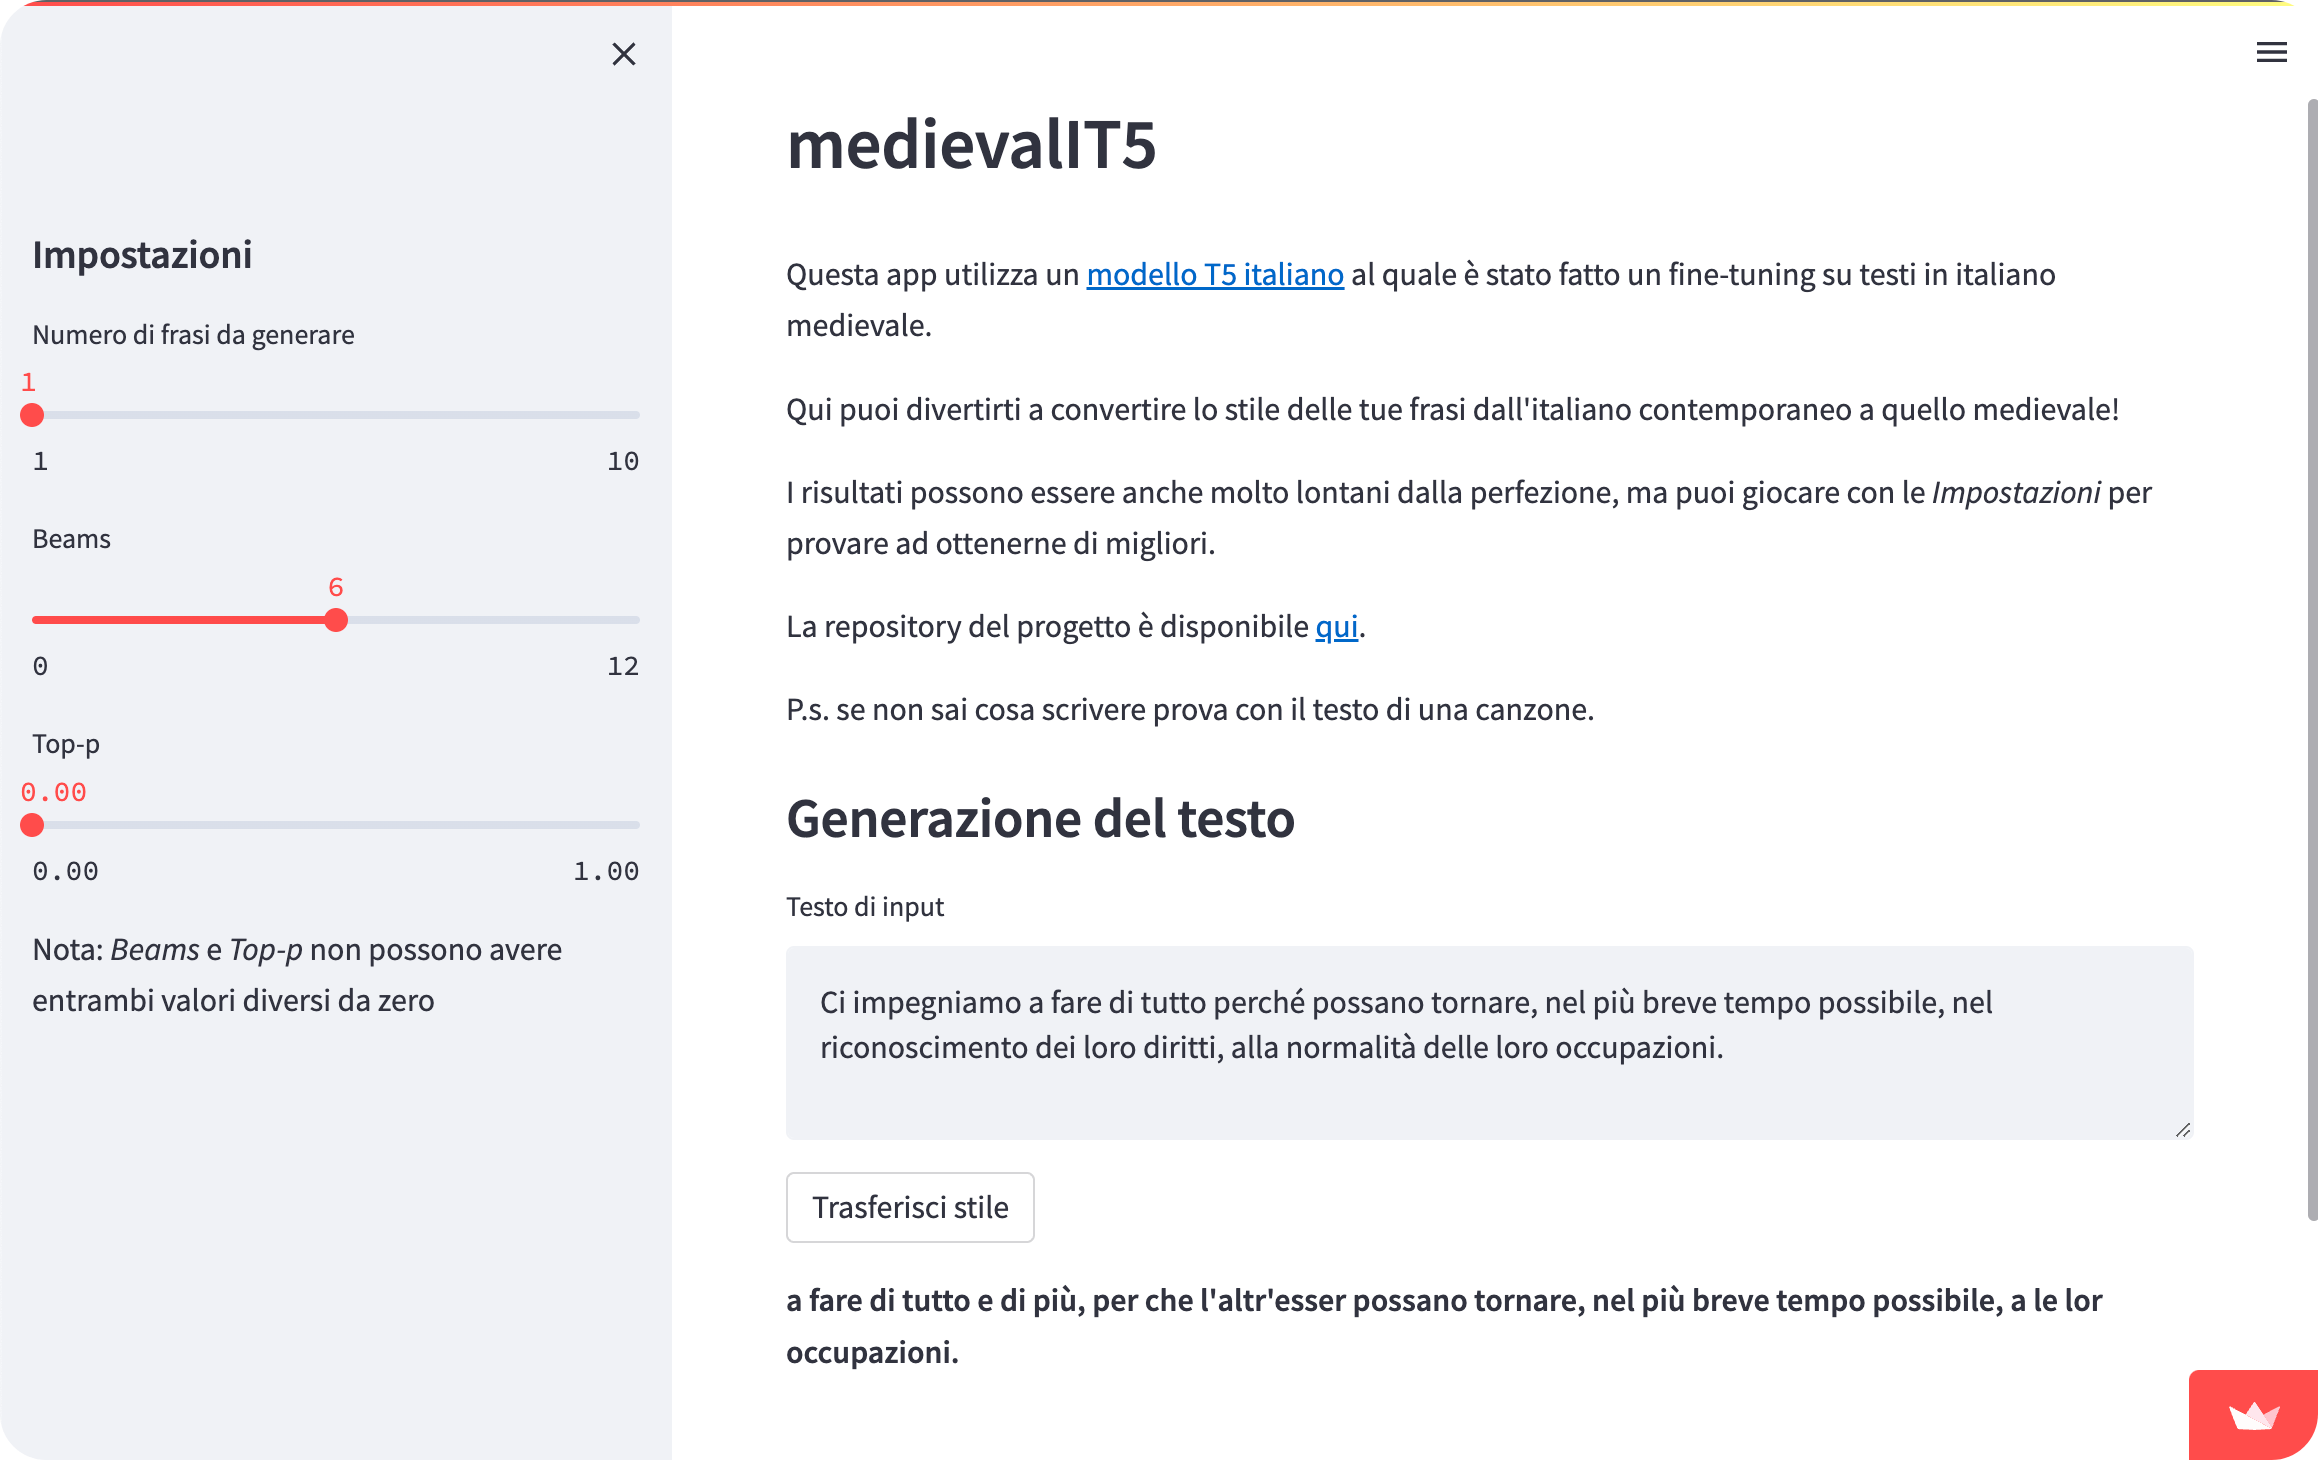 Impostazioni
Numero di frasi da generare
1
1 10
Beams
6
0 12
Top-p
0.00
0.00 1.00
Nota: Beams e Top-p non possono avere
entrambi valori diversi da zero
medievalIT5
Questa app utilizza un modello T5 italiano al quale è stato fatto un fine-tuning su testi in italiano
medievale.
Qui puoi divertirti a convertire lo stile delle tue frasi dall'italiano contemporaneo a quello medievale!
I risultati possono essere anche molto lontani dalla perfezione, ma puoi giocare con le Impostazioni per
provare ad ottenerne di migliori.
La repository del progetto è disponibile qui.
P.s. se non sai cosa scrivere prova con il testo di una canzone.
Generazione del testo
Testo di input
Ci impegniamo a fare di tutto perché possano tornare, nel più breve tempo possibile, nel
riconoscimento dei loro diritti, alla normalità delle loro occupazioni.
Trasferisci stile
a fare di tutto e di più, per che l'altr'esser possano tornare, nel più breve tempo possibile, a le lor
occupazioni.